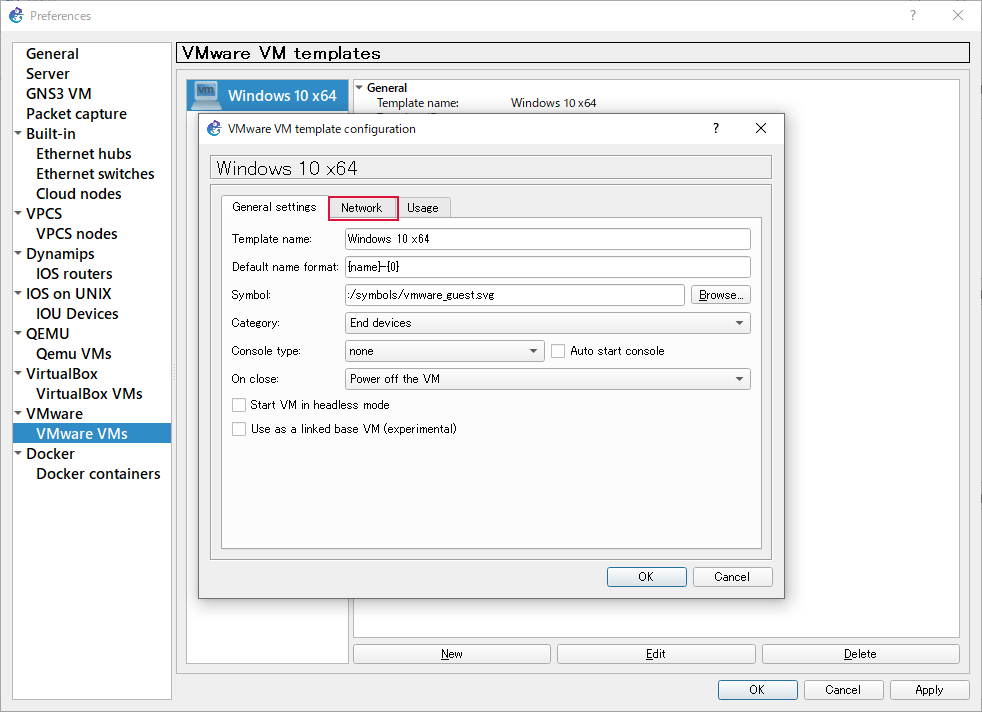 Preferences
?
General
Server
GNS3 VM
Packet capture
Built-in
Ethernet hubs
Ethernet switches
Cloud nodes
VPCS
VPCS nodes
Dynamips
IOS routers
IOS on UNIX
IOU Devices
QEMU
Qemu VMs
VirtualBox
VirtualBox VMs
VMware
VMware VMs
Docker
Docker containers
VMware VM templates
vm
Windows 10 x64
General
Template name: Windows 10 x64
VMware VM template configuration
?
Windows 10 x64
General settings Network Usage
Template name: Windows 10 x64
Default name format: {name}-{0}
Symbol: :/symbols/vmware_guest.svg Browse...
Category: End devices
Console type: none Auto start console
On close: Power off the VM
Start VM in headless mode
Use as a linked base VM (experimental)
OK Cancel
New Edit Delete
OK Cancel Apply